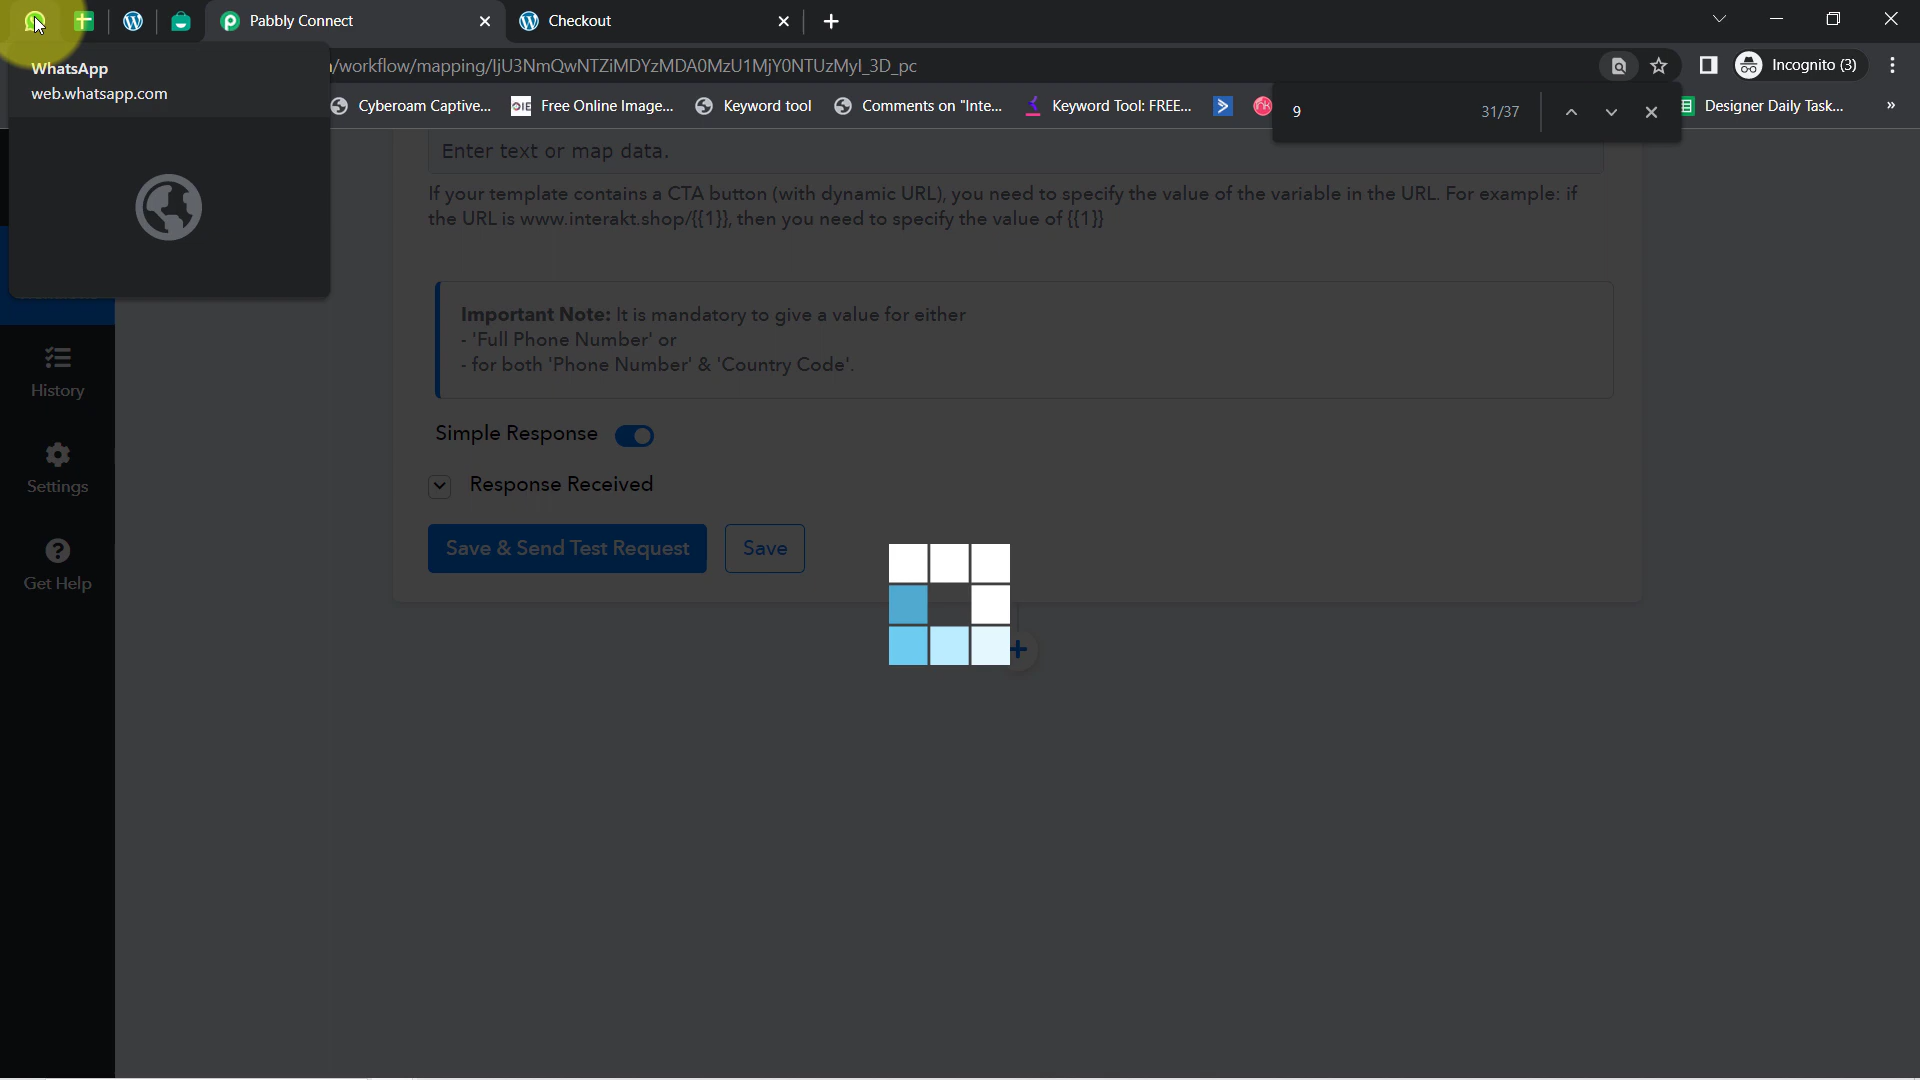 Pabbly Connect
Checkout
WhatsApp
web.whatsapp.com
/workflow/mapping/IjU3NmQwNTZiMDYzMDA0MzU1MjY0NTUzMyI_3D_pc
Incognito (3)
Cyberoam Captive...
Free Online Image...
Keyword tool
Comments on "Inte...
Keyword Tool: FREE...
9
31/37
Designer Daily Task...
»
Enter text or map data.
If your template contains a CTA button (with dynamic URL), you need to specify the value of the variable in the URL. For example: if
the URL is www.interakt.shop/{{1}}, then you need to specify the value of {{1}}
Important Note: It is mandatory to give a value for either
- 'Full Phone Number' or
- for both 'Phone Number' & 'Country Code'.
History
Simple Response
Settings
Response Received
Save & Send Test Request
Save
Get Help